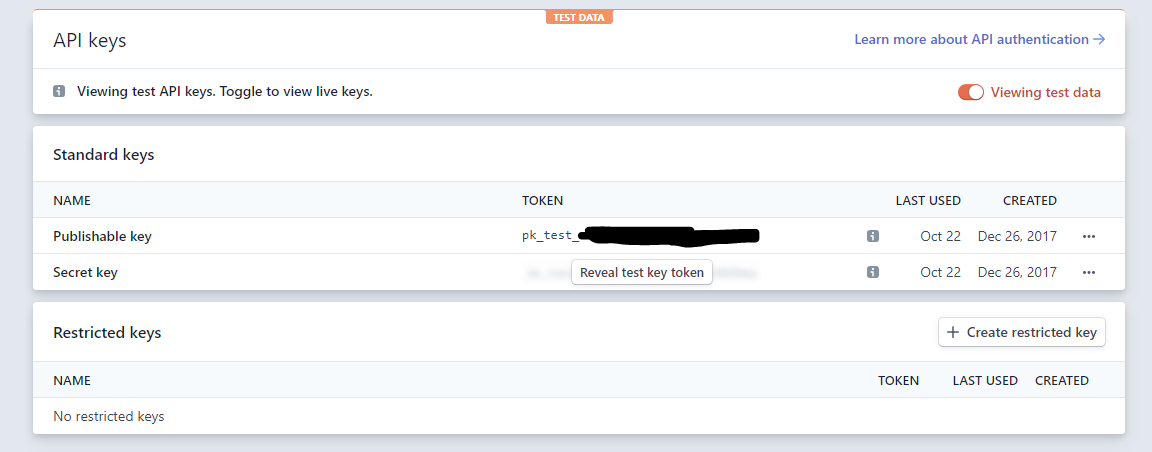 TEST DATA
API keys
Learn more about API authentication →
Viewing test API keys. Toggle to view live keys.
Viewing test data
Standard keys
NAME TOKEN LAST USED CREATED
Publishable key pk_test_ Oct 22 Dec 26, 2017 •••
Secret key Reveal test key token Oct 22 Dec 26, 2017 •••
Restricted keys
+ Create restricted key
NAME TOKEN LAST USED CREATED
No restricted keys